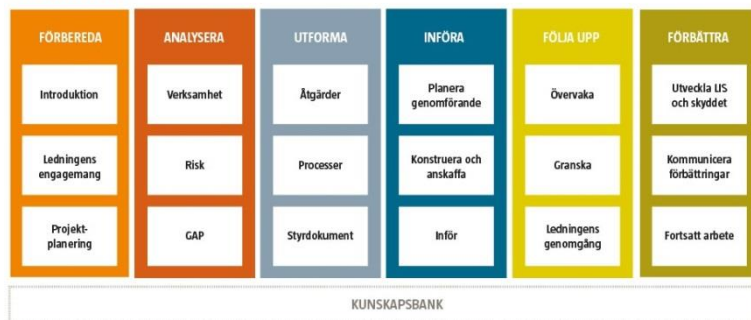 FÖRBEREDA
Introduktion
Ledningens
engagemang
Projekt-
planering
ANALYSERA
Verksamhet
Risk
GAP
UTFORMA
Åtgärder
Processer
Styrdokument
INFÖRA
Planera
genomförande
Konstruera och
anskaffa
Inför
FÖLJA UPP
Övervaka
Granska
Ledningens
genomgång
FÖRBÄTTRA
Utveckla LIS
och skyddet
Kommunicera
förbättringar
Fortsatt arbete
KUNSKAPSBANK